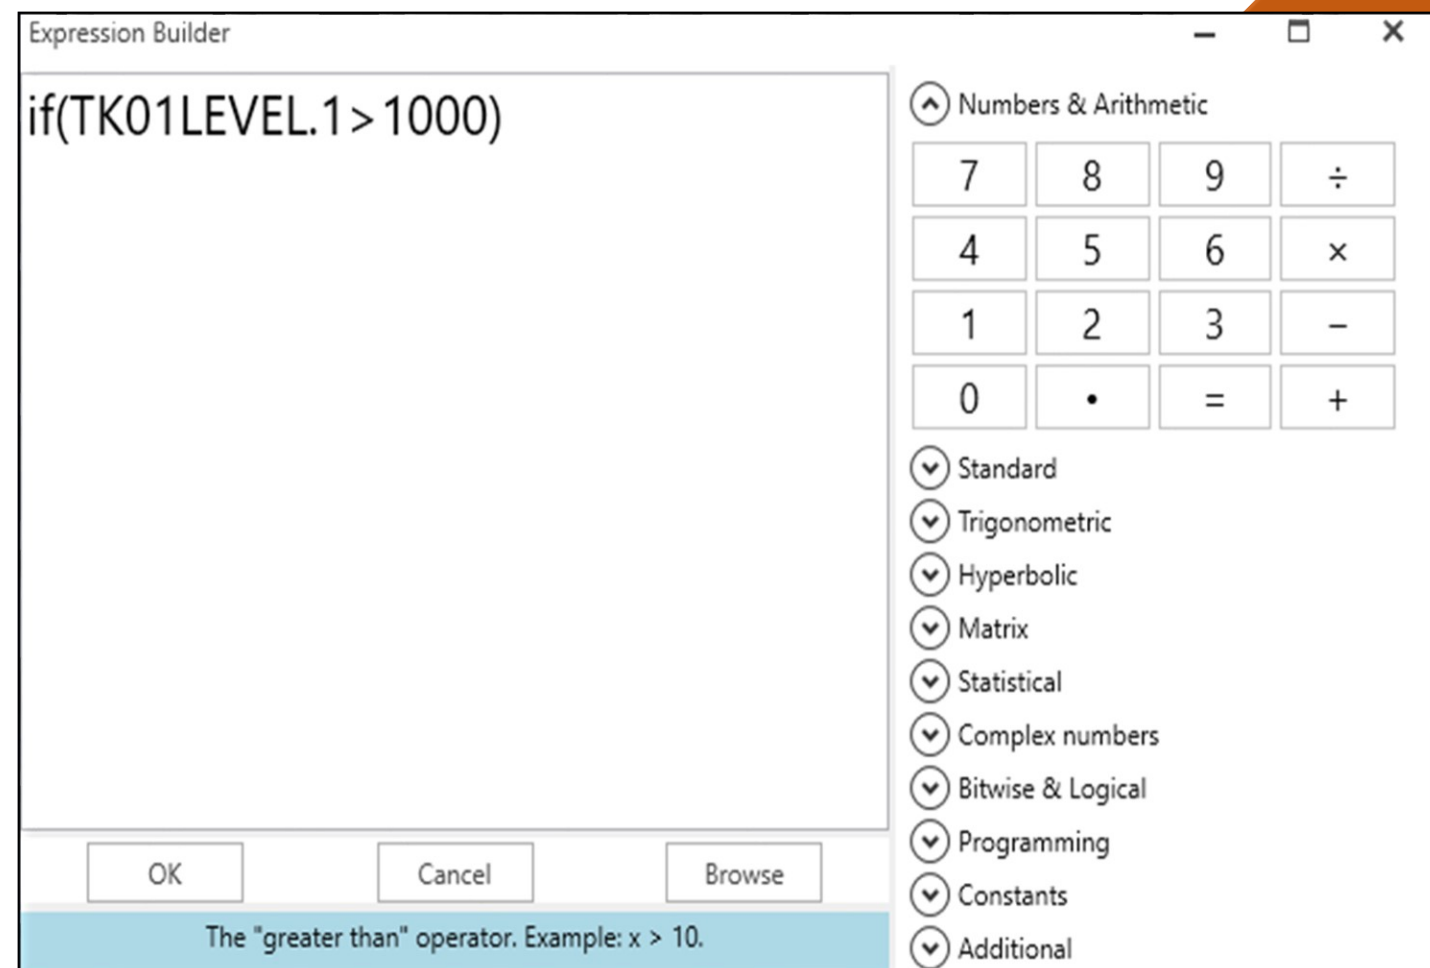 Expression Builder
if(TK01LEVEL.1>1000)
Numbers & Arithmetic
7 8 9 ÷
4 5 6 ×
1 2 3 −
0 • = +
Standard
Trigonometric
Hyperbolic
Matrix
Statistical
Complex numbers
Bitwise & Logical
Programming
Constants
Additional
OK Cancel Browse
The "greater than" operator. Example: x > 10.